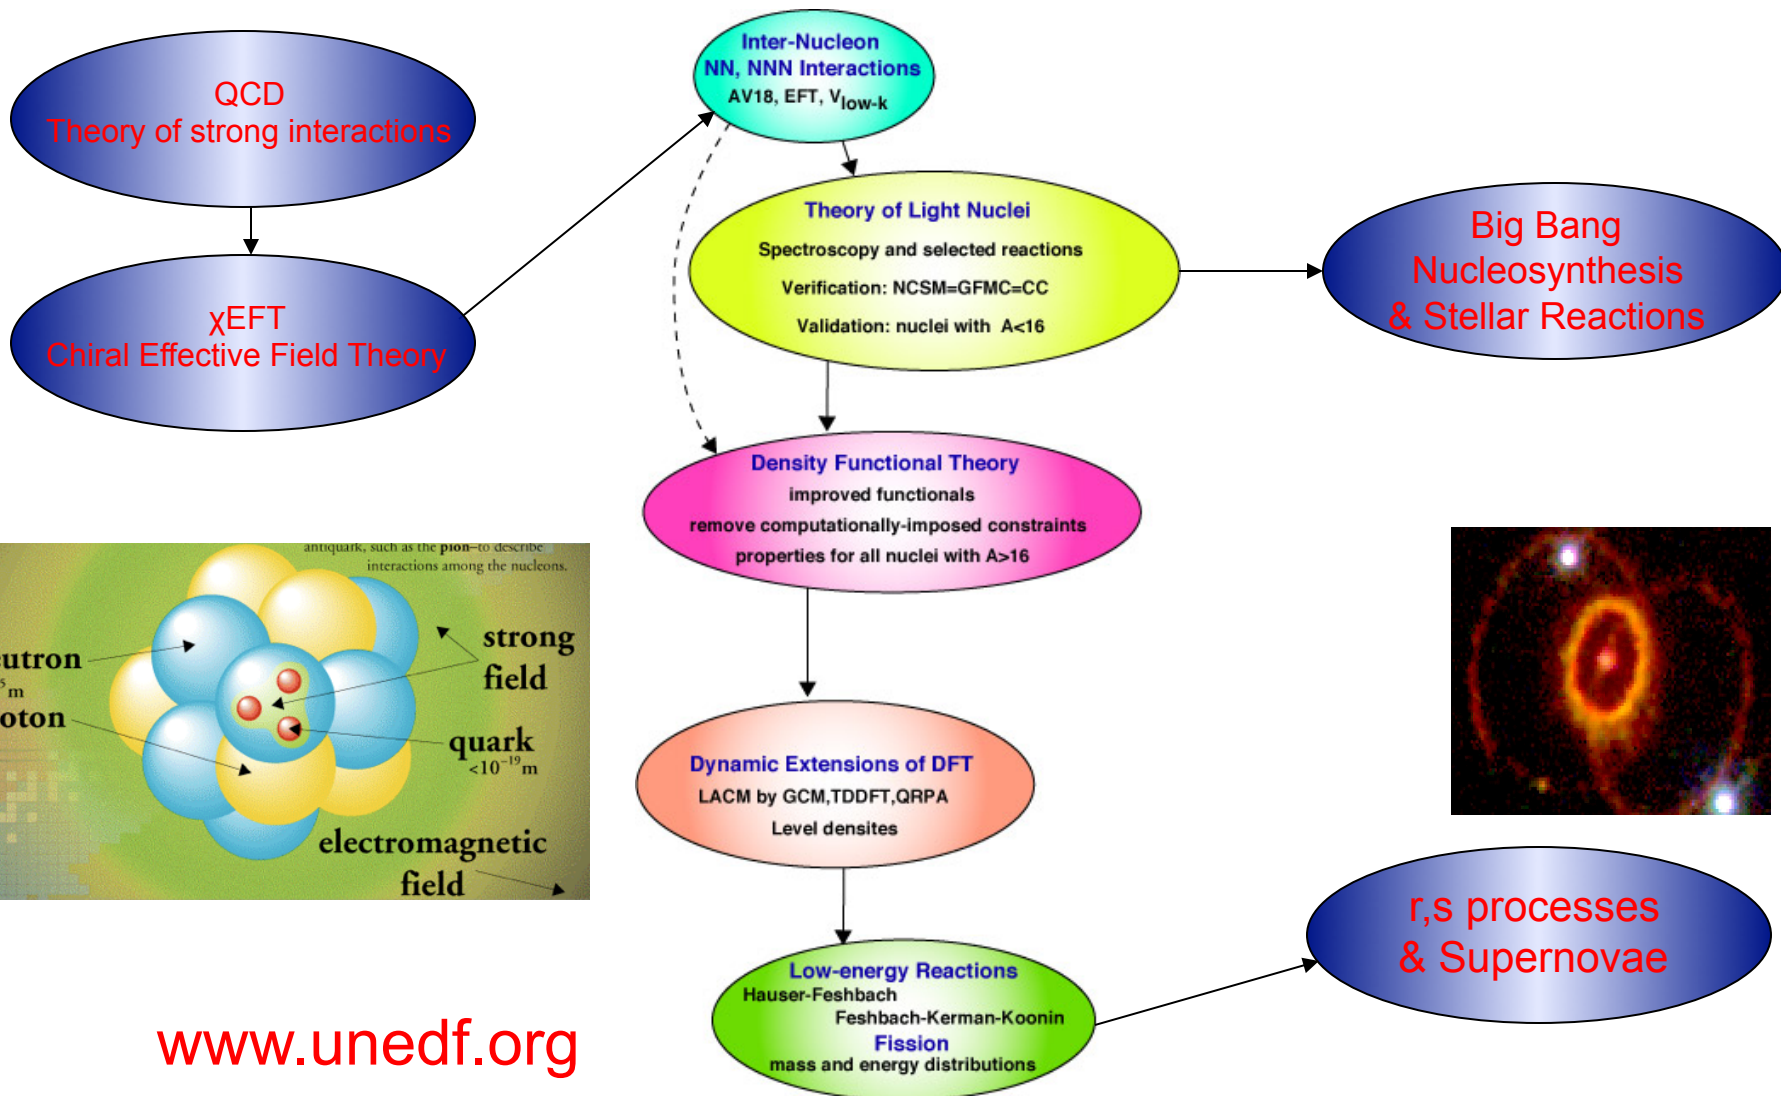 QCD
Theory of strong interactions
χEFT
Chiral Effective Field Theory
Inter-Nucleon
NN, NNN Interactions
AV18, EFT, Vlow-k
Theory of Light Nuclei
Spectroscopy and selected reactions
Verification: NCSM=GFMC=CC
Validation: nuclei with A<16
Big Bang
Nucleosynthesis
& Stellar Reactions
Density Functional Theory
improved functionals
remove computationally-imposed constraints
properties for all nuclei with A>16
antiquark, such as the pion–to describe
interactions among the nucleons.
strong
field
eutron
m
oton
quark
<10⁻¹⁹m
electromagnetic
field
Dynamic Extensions of DFT
LACM by GCM,TDDFT,QRPA
Level densites
Low-energy Reactions
Hauser-Feshbach
Feshbach-Kerman-Koonin
Fission
mass and energy distributions
r,s processes
& Supernovae
www.unedf.org